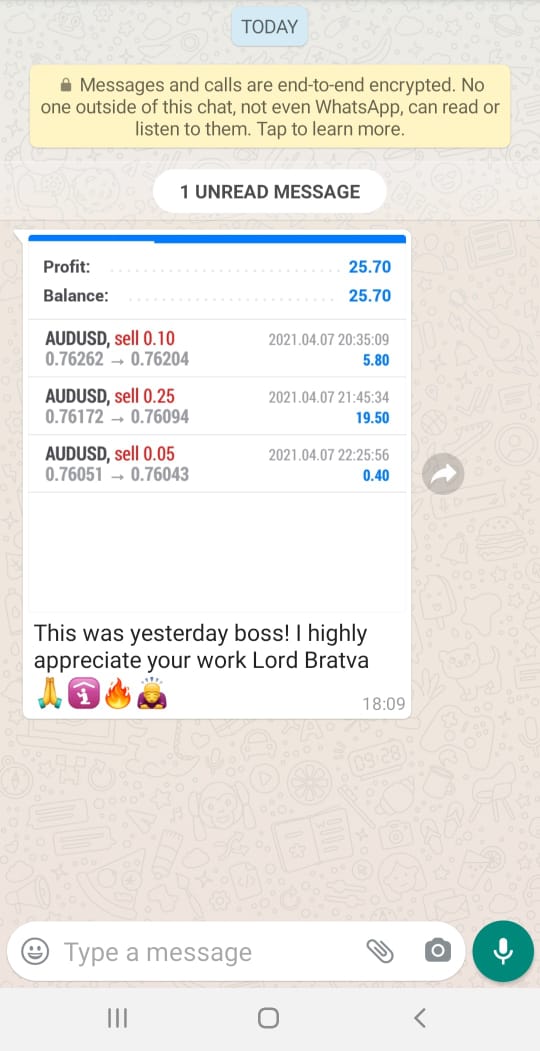 TODAY
Messages and calls are end-to-end encrypted. No
one outside of this chat, not even WhatsApp, can read or
listen to them. Tap to learn more.
1 UNREAD MESSAGE
Profit: 25.70
Balance: 25.70
AUDUSD, sell 0.10 2021.04.07 20:35:09
0.76262 → 0.76204 5.80
AUDUSD, sell 0.25 2021.04.07 21:45:34
0.76172 → 0.76094 19.50
AUDUSD, sell 0.05 2021.04.07 22:25:56
0.76051 → 0.76043 0.40
This was yesterday boss! I highly
appreciate your work Lord Bratva
🙏🛐🔥🙇
18:09
Type a message